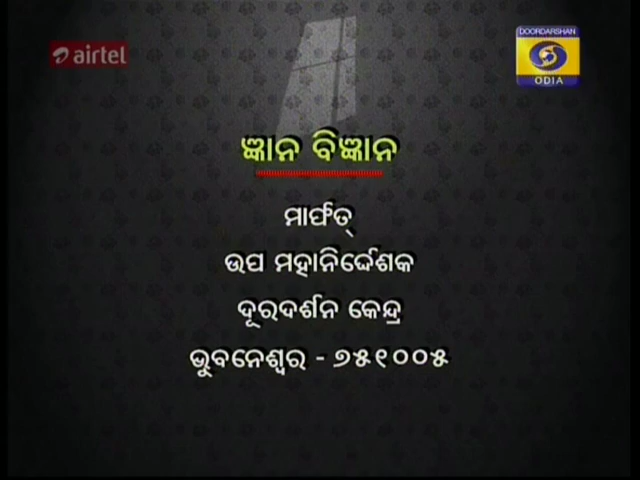 airtel
DOORDARSHAN
ODIA
ଜ୍ଞାନ ବିଜ୍ଞାନ
ମାର୍ଫତ୍
ଉପ ମହାନିର୍ଦ୍ଦେଶକ
ଦୂରଦର୍ଶନ କେନ୍ଦ୍ର
ଭୁବନେଶ୍ୱର - ୭୫୧୦୦୫